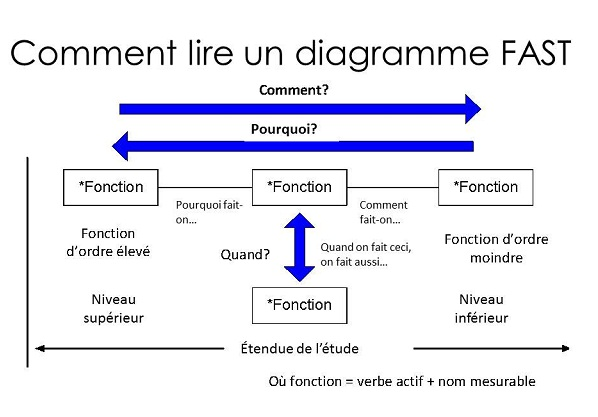 Comment lire un diagramme FAST
Comment?
Pourquoi?
*Fonction
*Fonction
*Fonction
Pourquoi fait-
on...
Comment
fait-on...
Fonction
d'ordre élevé
Quand?
Quand on fait ceci,
on fait aussi...
Fonction d'ordre
moindre
*Fonction
Niveau
supérieur
Niveau
inférieur
Étendue de l'étude
Où fonction = verbe actif + nom mesurable